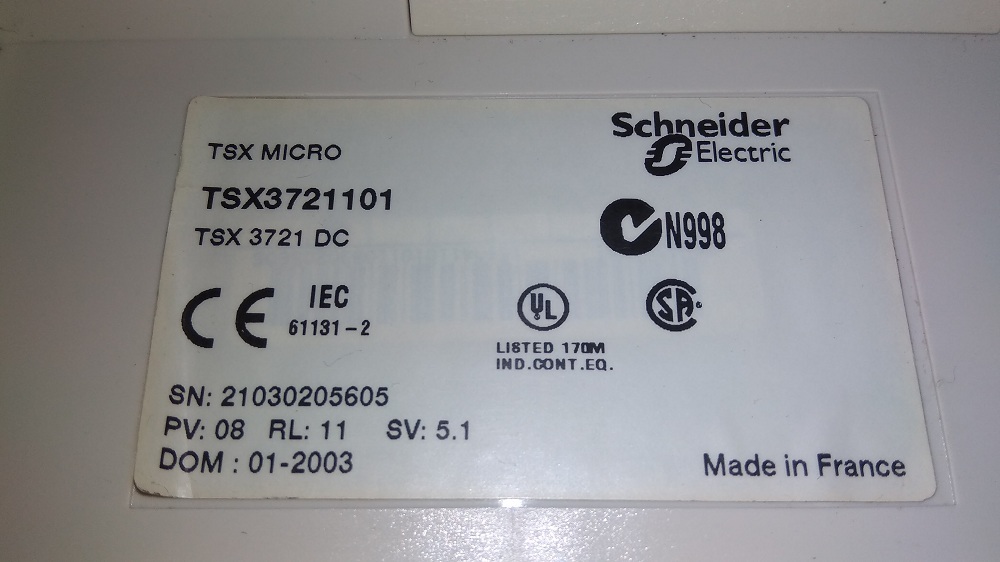 Schneider
Electric
TSX MICRO
TSX3721101
TSX 3721 DC
N998
CE
IEC
61131-2
UL
SA
LISTED 170M
IND.CONT.EQ.
SN: 21030205605
PV: 08 RL: 11 SV: 5.1
DOM : 01-2003
Made in France